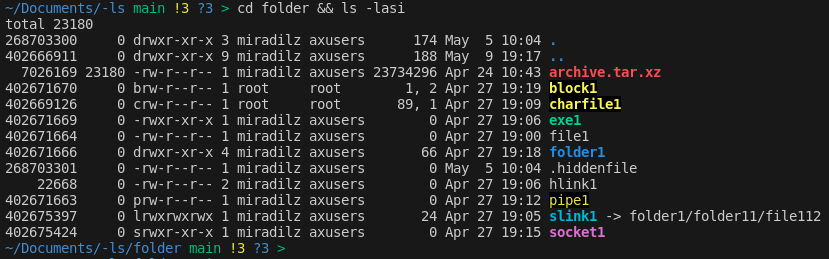 ~/Documents/-ls main !3 ?3 > cd folder && ls -lasi
total 23180
268703300     0 drwxr-xr-x 3 miradilz axusers      174 May  5 10:04 .
402666911     0 drwxr-xr-x 9 miradilz axusers      188 May  9 19:17 ..
  7026169 23180 -rw-r--r-- 1 miradilz axusers 23734296 Apr 24 10:43 archive.tar.xz
402671670     0 brw-r--r-- 1 root     root        1, 2 Apr 27 19:19 block1
402669126     0 crw-r--r-- 1 root     root       89, 1 Apr 27 19:09 charfile1
402671669     0 -rwxr-xr-x 1 miradilz axusers        0 Apr 27 19:06 exe1
402671664     0 -rw-r--r-- 1 miradilz axusers        0 Apr 27 19:00 file1
402671666     0 drwxr-xr-x 4 miradilz axusers       66 Apr 27 19:18 folder1
268703301     0 -rw-r--r-- 1 miradilz axusers        0 May  5 10:04 .hiddenfile
    22668     0 -rw-r--r-- 2 miradilz axusers        0 Apr 27 19:06 hlink1
402671663     0 prw-r--r-- 1 miradilz axusers        0 Apr 27 19:12 pipe1
402675397     0 lrwxrwxrwx 1 miradilz axusers       24 Apr 27 19:05 slink1 -> folder1/folder11/file112
402675424     0 srwxr-xr-x 1 miradilz axusers        0 Apr 27 19:15 socket1
~/Documents/-ls/folder main !3 ?3 >